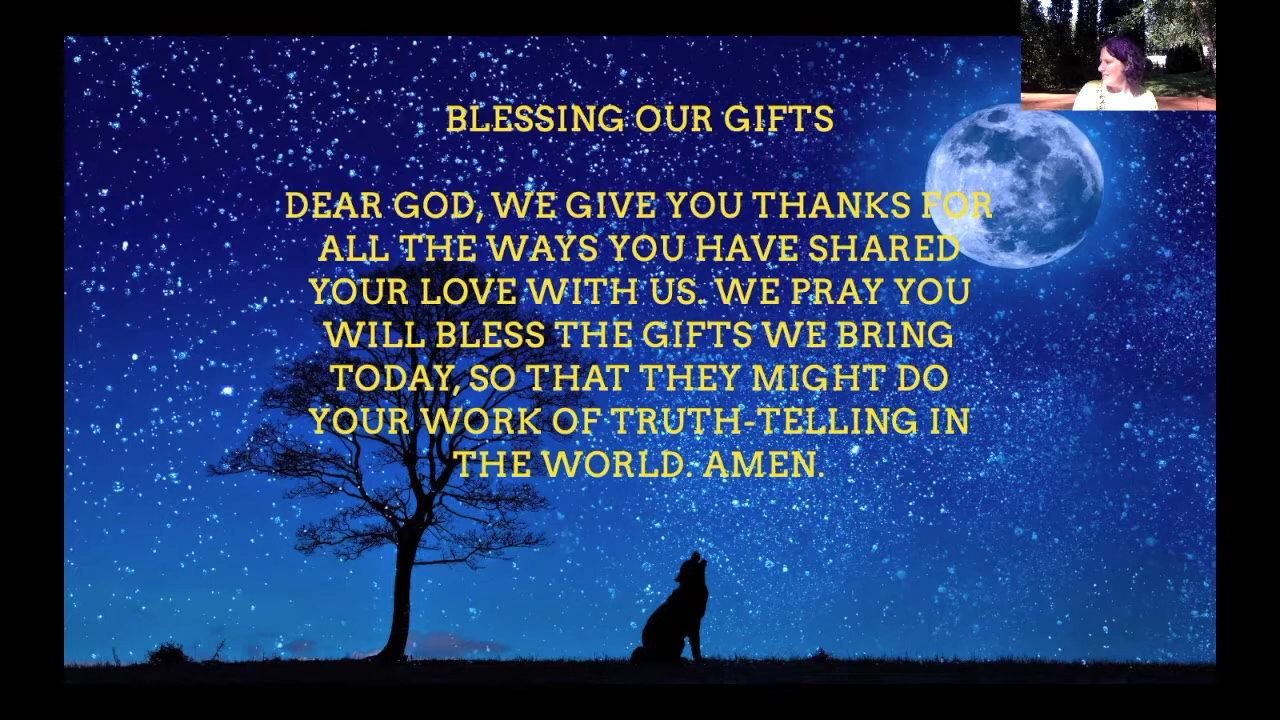 BLESSING OUR GIFTS
DEAR GOD, WE GIVE YOU THANKS FOR
ALL THE WAYS YOU HAVE SHARED
YOUR LOVE WITH US. WE PRAY YOU
WILL BLESS THE GIFTS WE BRING
TODAY, SO THAT THEY MIGHT DO
YOUR WORK OF TRUTH-TELLING IN
THE WORLD. AMEN.